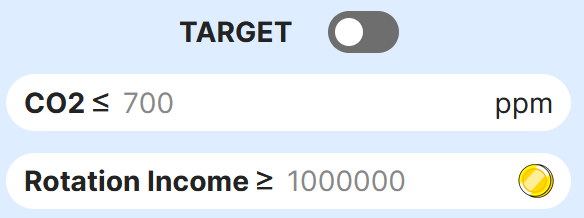 TARGET
CO2 ≤ 700 ppm
Rotation Income ≥ 1000000